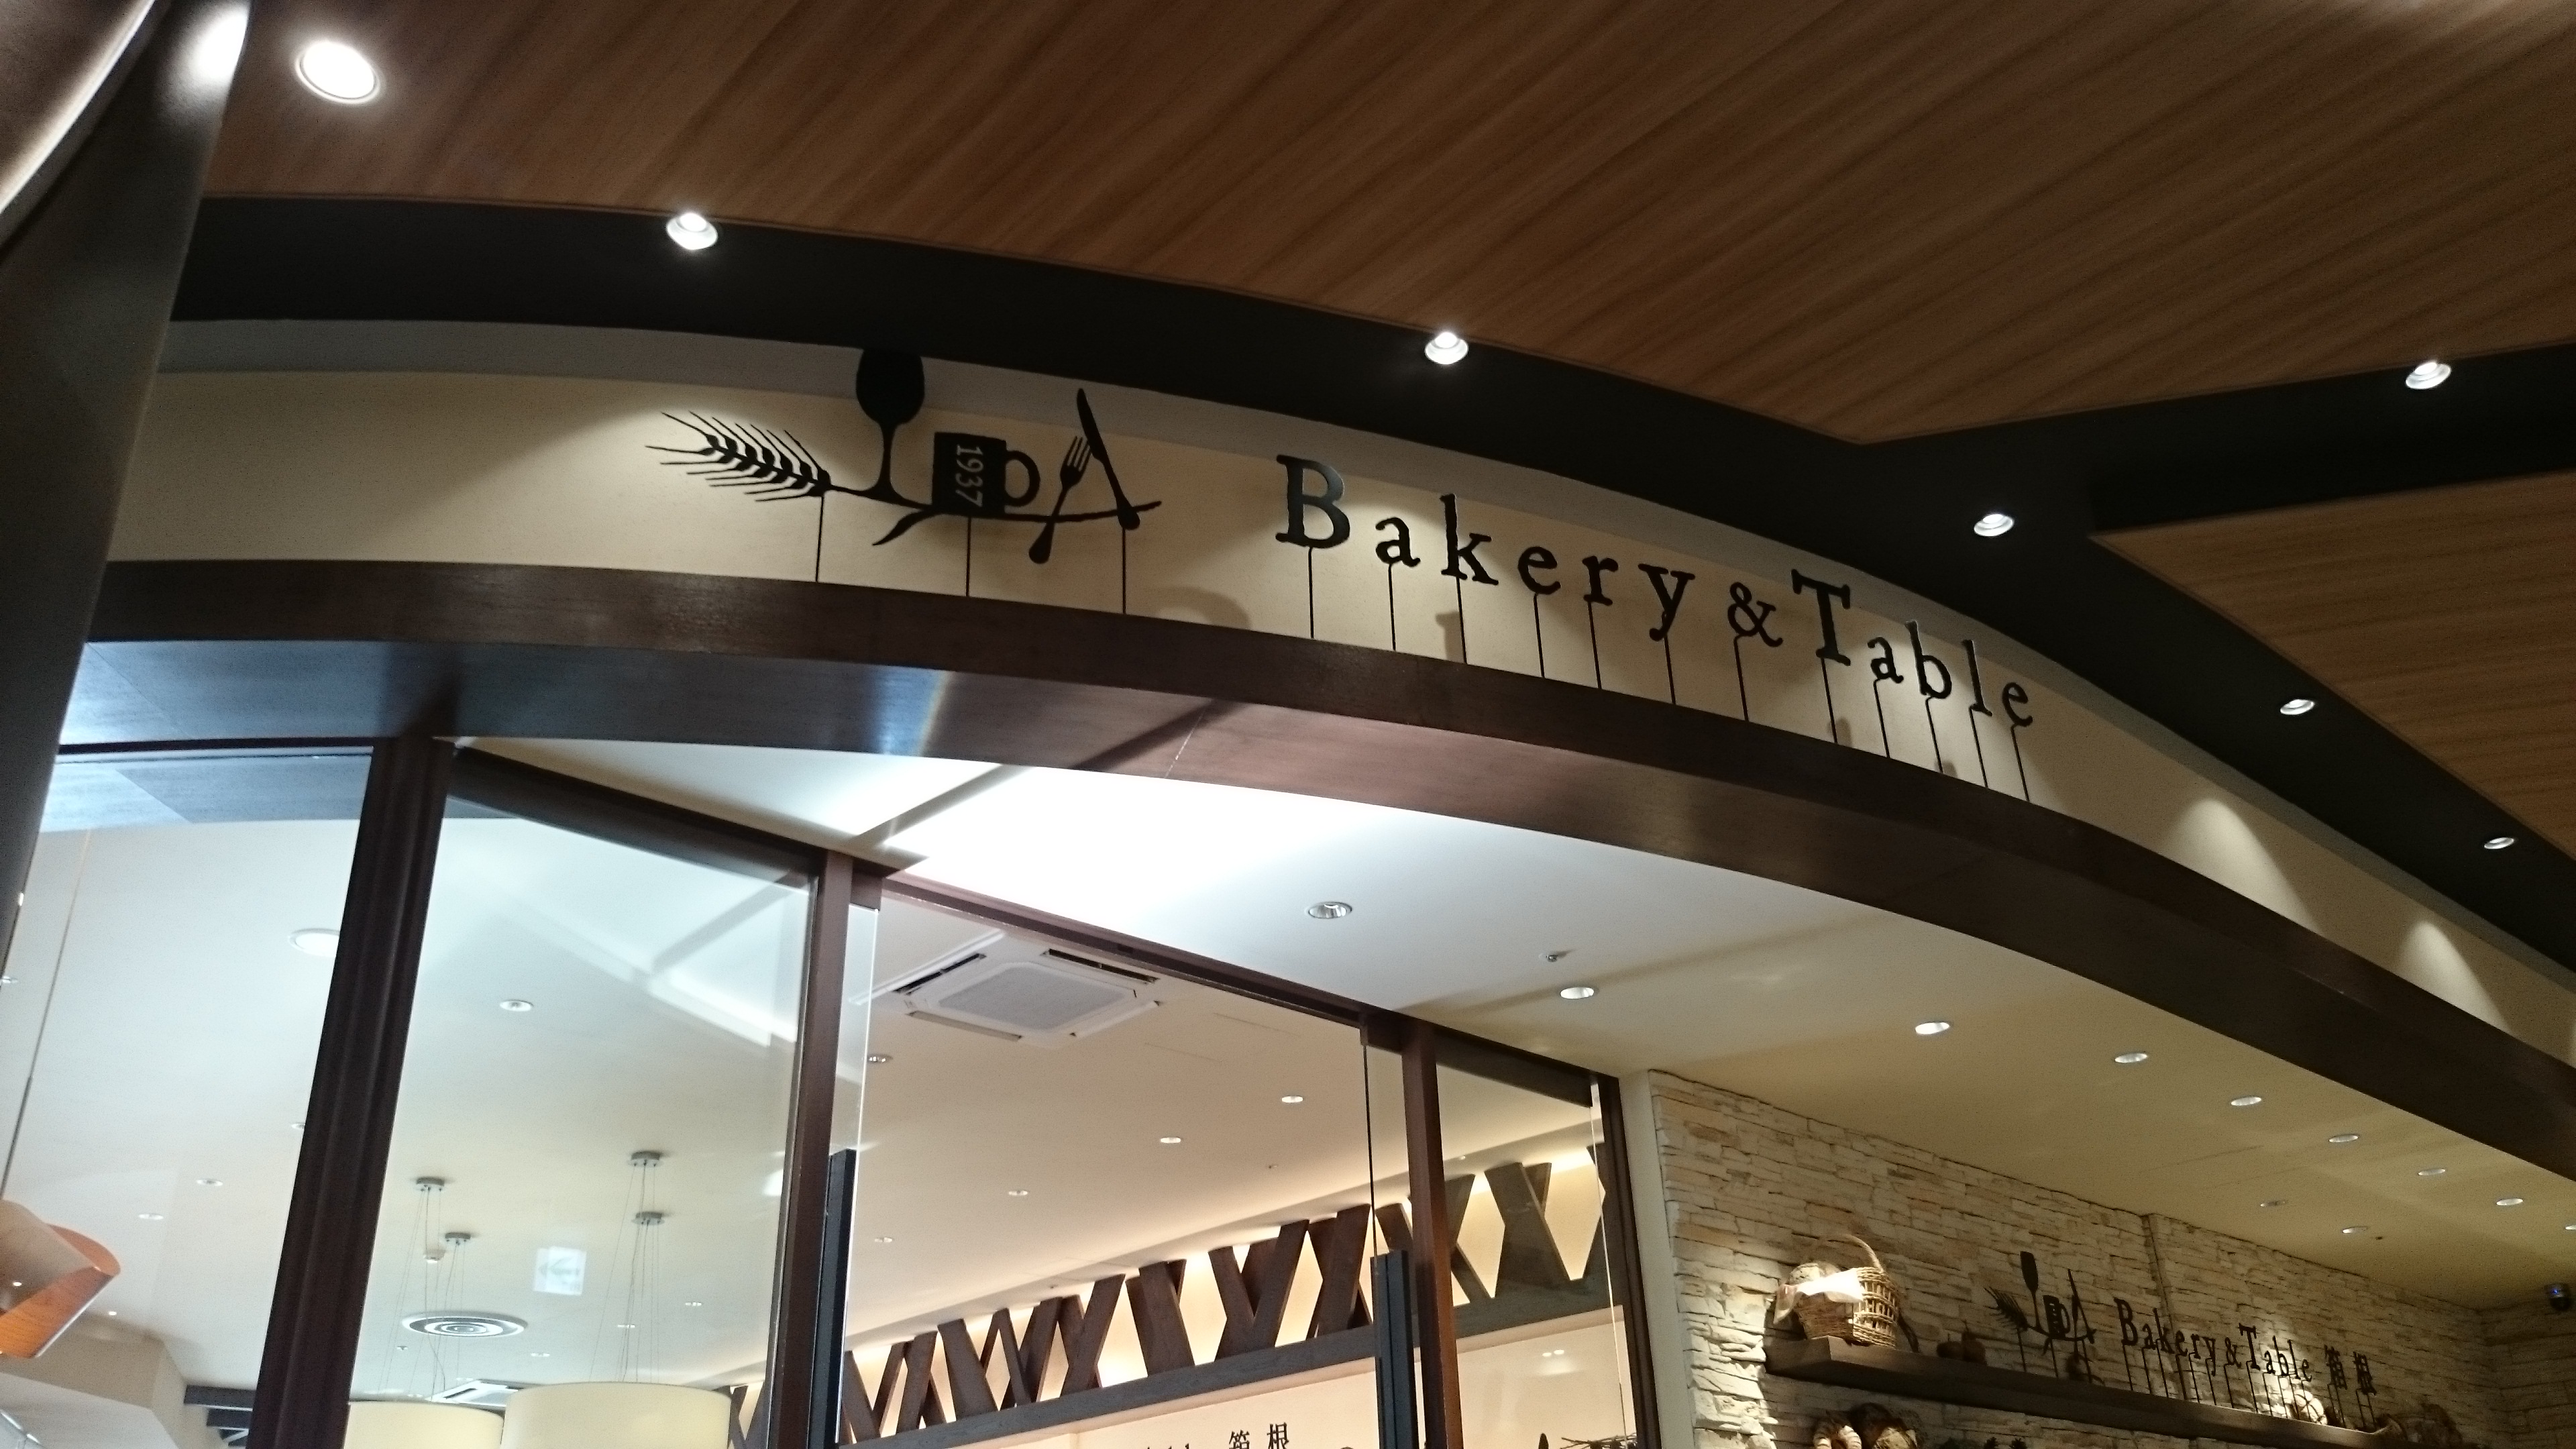 1937
Bakery & Table
Bakery & Table 箱根
箱根